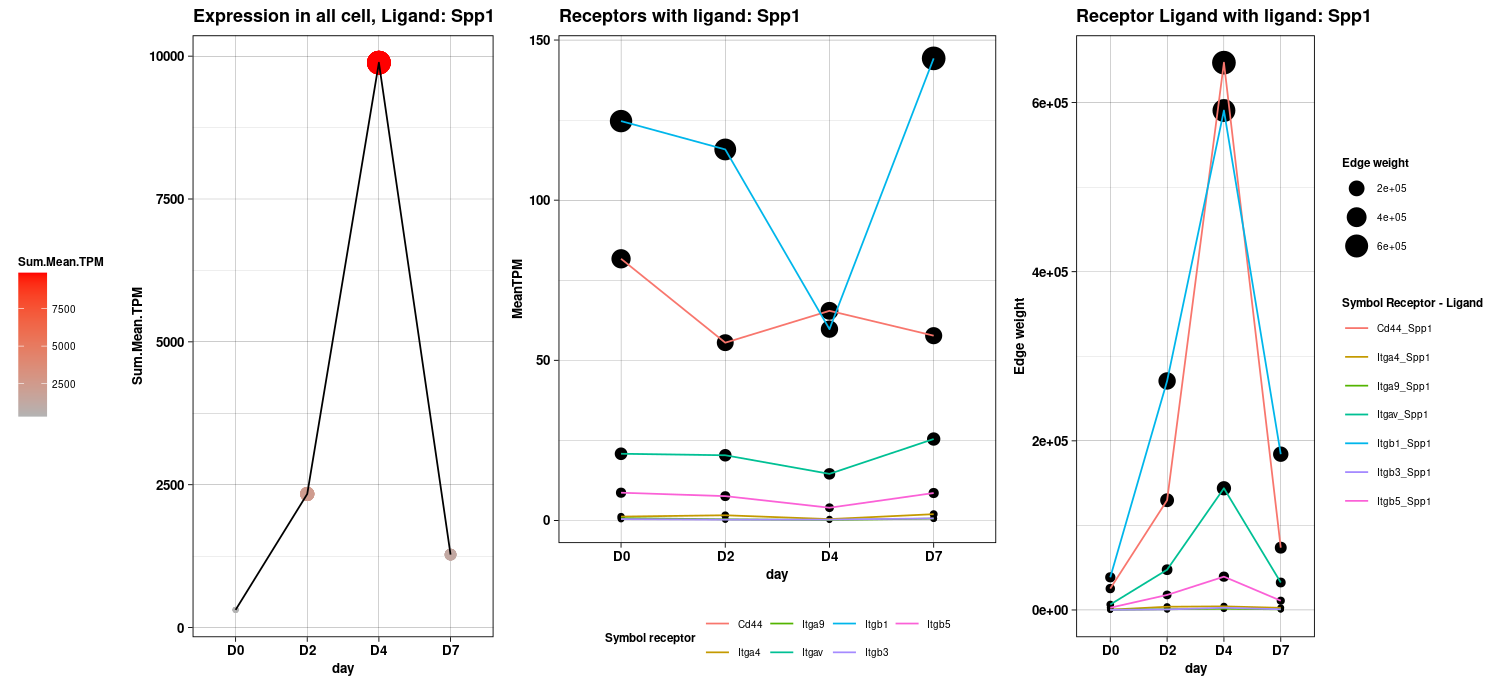 Expression in all cell, Ligand: Spp1
Sum.Mean.TPM
7500
5000
2500
Sum.Mean.TPM
10000
7500
5000
2500
0
D0 D2 D4 D7
day
Receptors with ligand: Spp1
MeanTPM
150
100
50
0
D0 D2 D4 D7
day
Symbol receptor
Cd44 Itga9 Itgb1 Itgb5
Itga4 Itgav Itgb3
Receptor Ligand with ligand: Spp1
Edge weight
6e+05
4e+05
2e+05
0e+00
D0 D2 D4 D7
day
Edge weight
2e+05
4e+05
6e+05
Symbol Receptor - Ligand
Cd44_Spp1
Itga4_Spp1
Itga9_Spp1
Itgav_Spp1
Itgb1_Spp1
Itgb3_Spp1
Itgb5_Spp1